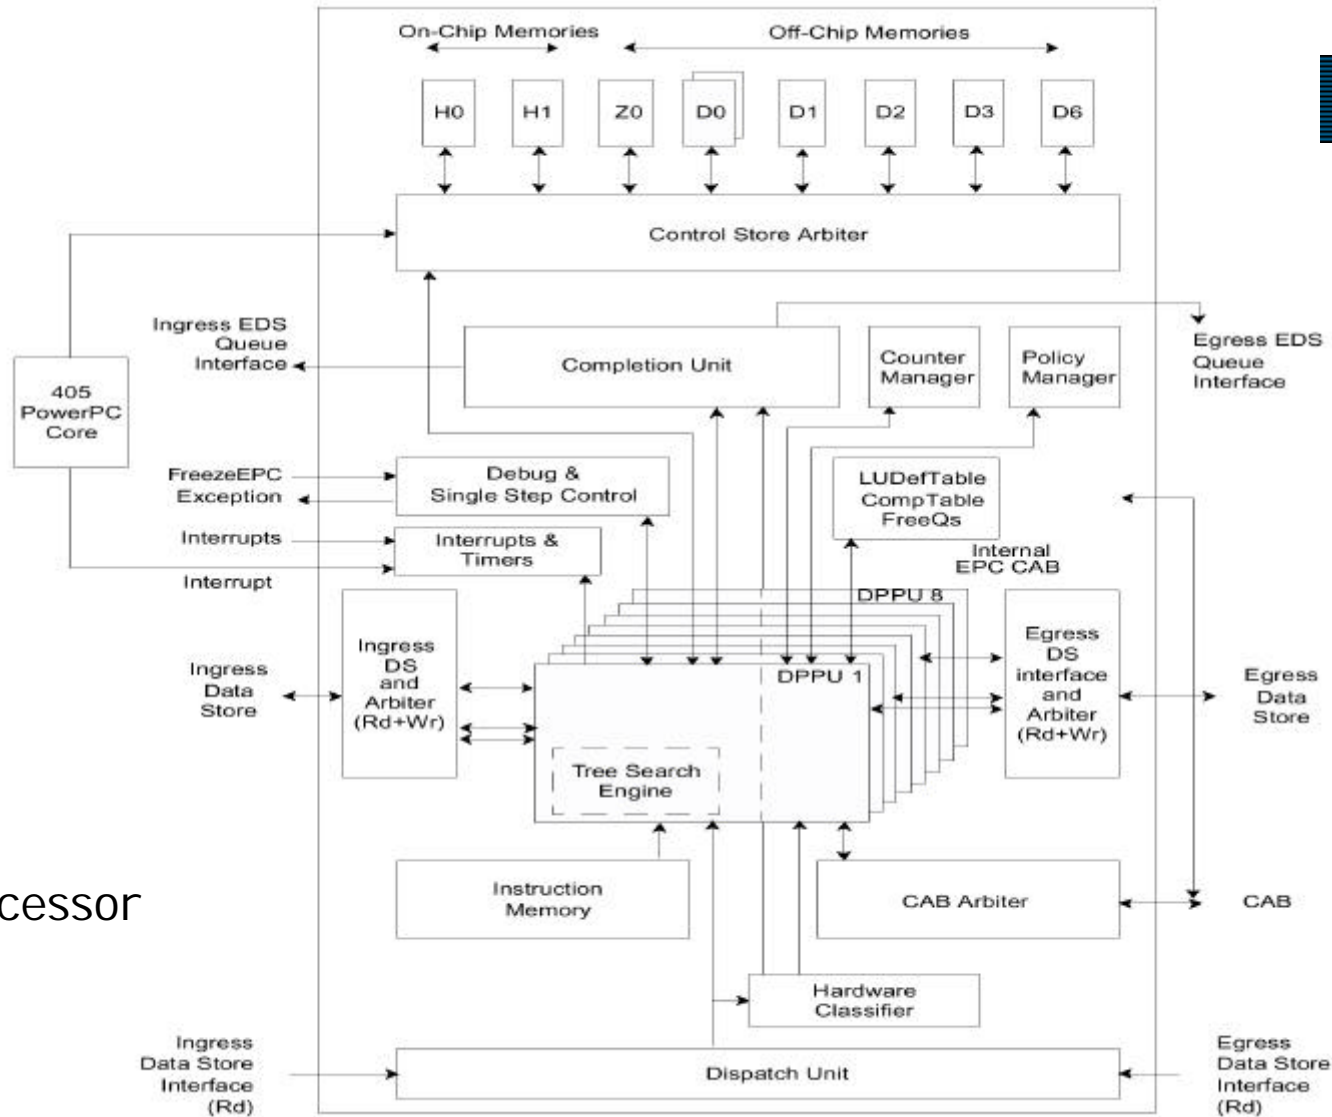 On-Chip Memories
Off-Chip Memories
H0
H1
Z0
D0
D1
D2
D3
D6
Control Store Arbiter
Ingress EDS
Queue
Interface
Completion Unit
Counter
Manager
Policy
Manager
Egress EDS
Queue
Interface
405
PowerPC
Core
FreezeEPC
Exception
Debug &
Single Step Control
LUDefTable
CompTable
FreeQs
Interrupts
Interrupt
Interrupts &
Timers
Internal
EPC CAB
DPPU 8
Ingress
Data
Store
Ingress
DS
and
Arbiter
(Rd+Wr)
DPPU 1
Tree Search
Engine
Egress
DS
interface
and
Arbiter
(Rd+Wr)
Egress
Data
Store
cessor
Instruction
Memory
CAB Arbiter
CAB
Hardware
Classifier
Ingress
Data Store
Interface
(Rd)
Dispatch Unit
Egress
Data Store
Interface
(Rd)